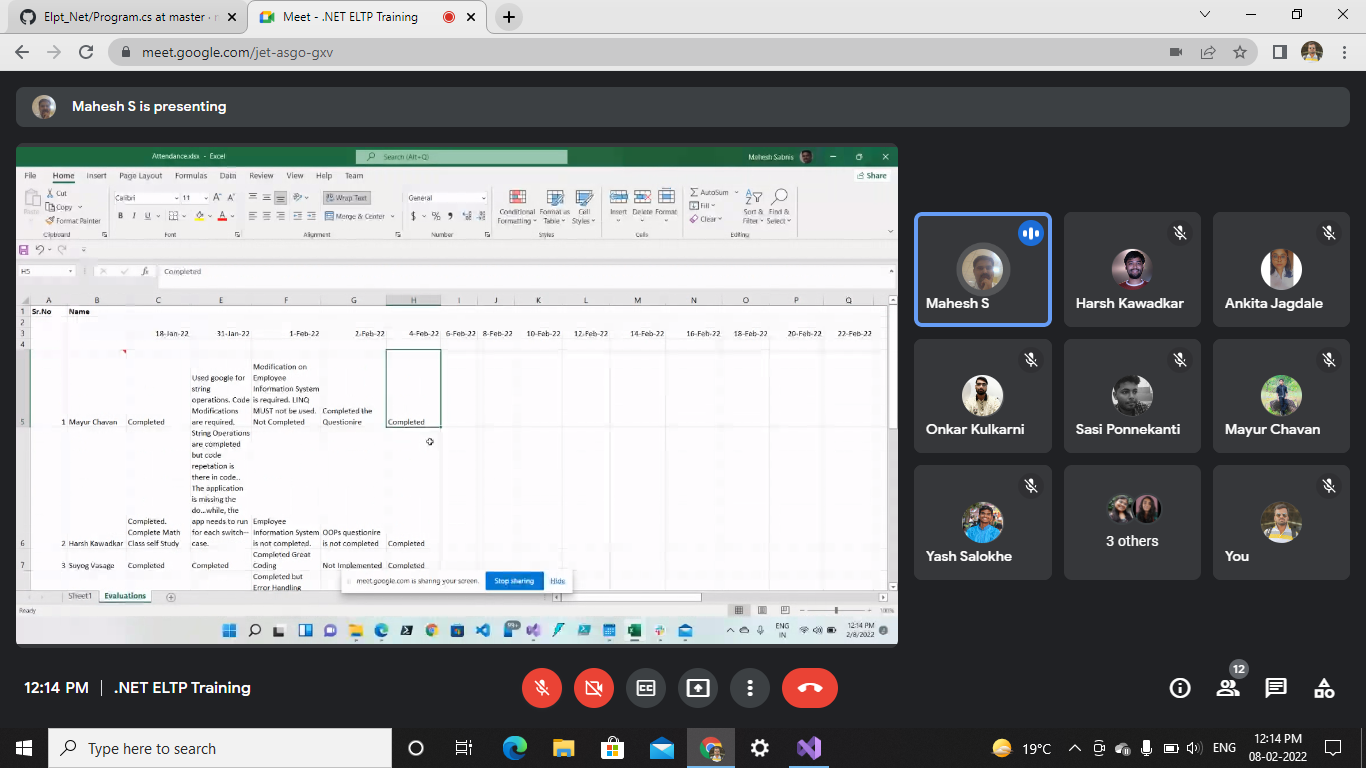 Elpt_Net/Program.cs at master ·
Meet - .NET ELTP Training
meet.google.com/jet-asgo-gxv
Mahesh S is presenting
Attendance.xlsx - Excel
Search (Alt+Q)
Mahesh Sabnis
File Home Insert Page Layout Formulas Data Review View Help Team
Share
Paste
Cut
Copy
Format Painter
Calibri 11
Wrap Text
Merge & Center
General
Conditional Formatting
Format as Table
Cell Styles
Insert Delete Format
AutoSum
Fill
Clear
Sort & Filter
Find & Select
Clipboard Font Alignment Number Styles Cells Editing
H5
Completed
A B C D E F G H I J K L M N O P Q
1 Sr.No Name
2
3 18-Jan-22 31-Jan-22 1-Feb-22 2-Feb-22 4-Feb-22 6-Feb-22 8-Feb-22 10-Feb-22 12-Feb-22 14-Feb-22 16-Feb-22 18-Feb-22 20-Feb-22 22-Feb-22
4
5 1 Mayur Chavan Completed
Used google for
string
operations. Code
Modifications
are required.
Modification on
Employee
Information System
is required. LINQ
MUST not be used.
Not Completed
Completed the
Questionire
Completed
6 2 Harsh Kawadkar
Completed.
Complete Math
Class self Study
String Operations
are completed
but code
repetation is
there in code..
The application
is missing the
do...while, the
app needs to run
for each switch--
case.
Employee
Information System
is not completed.
OOPs questionire
is not completed
Completed
7 3 Suyog Vasage Completed Completed
Completed Great
Coding
Not Implemented Completed
Completed but
Error Handling
meet.google.com is sharing your screen.
Stop sharing
Hide
Sheet1 Evaluations
Ready
100%
99+
ENG
IN
12:14 PM
2/8/2022
Mahesh S
Harsh Kawadkar
Ankita Jagdale
Onkar Kulkarni
Sasi Ponnekanti
Mayur Chavan
Yash Salokhe
3 others
You
12:14 PM | .NET ELTP Training
12
Type here to search
19°C
ENG
12:14 PM
08-02-2022